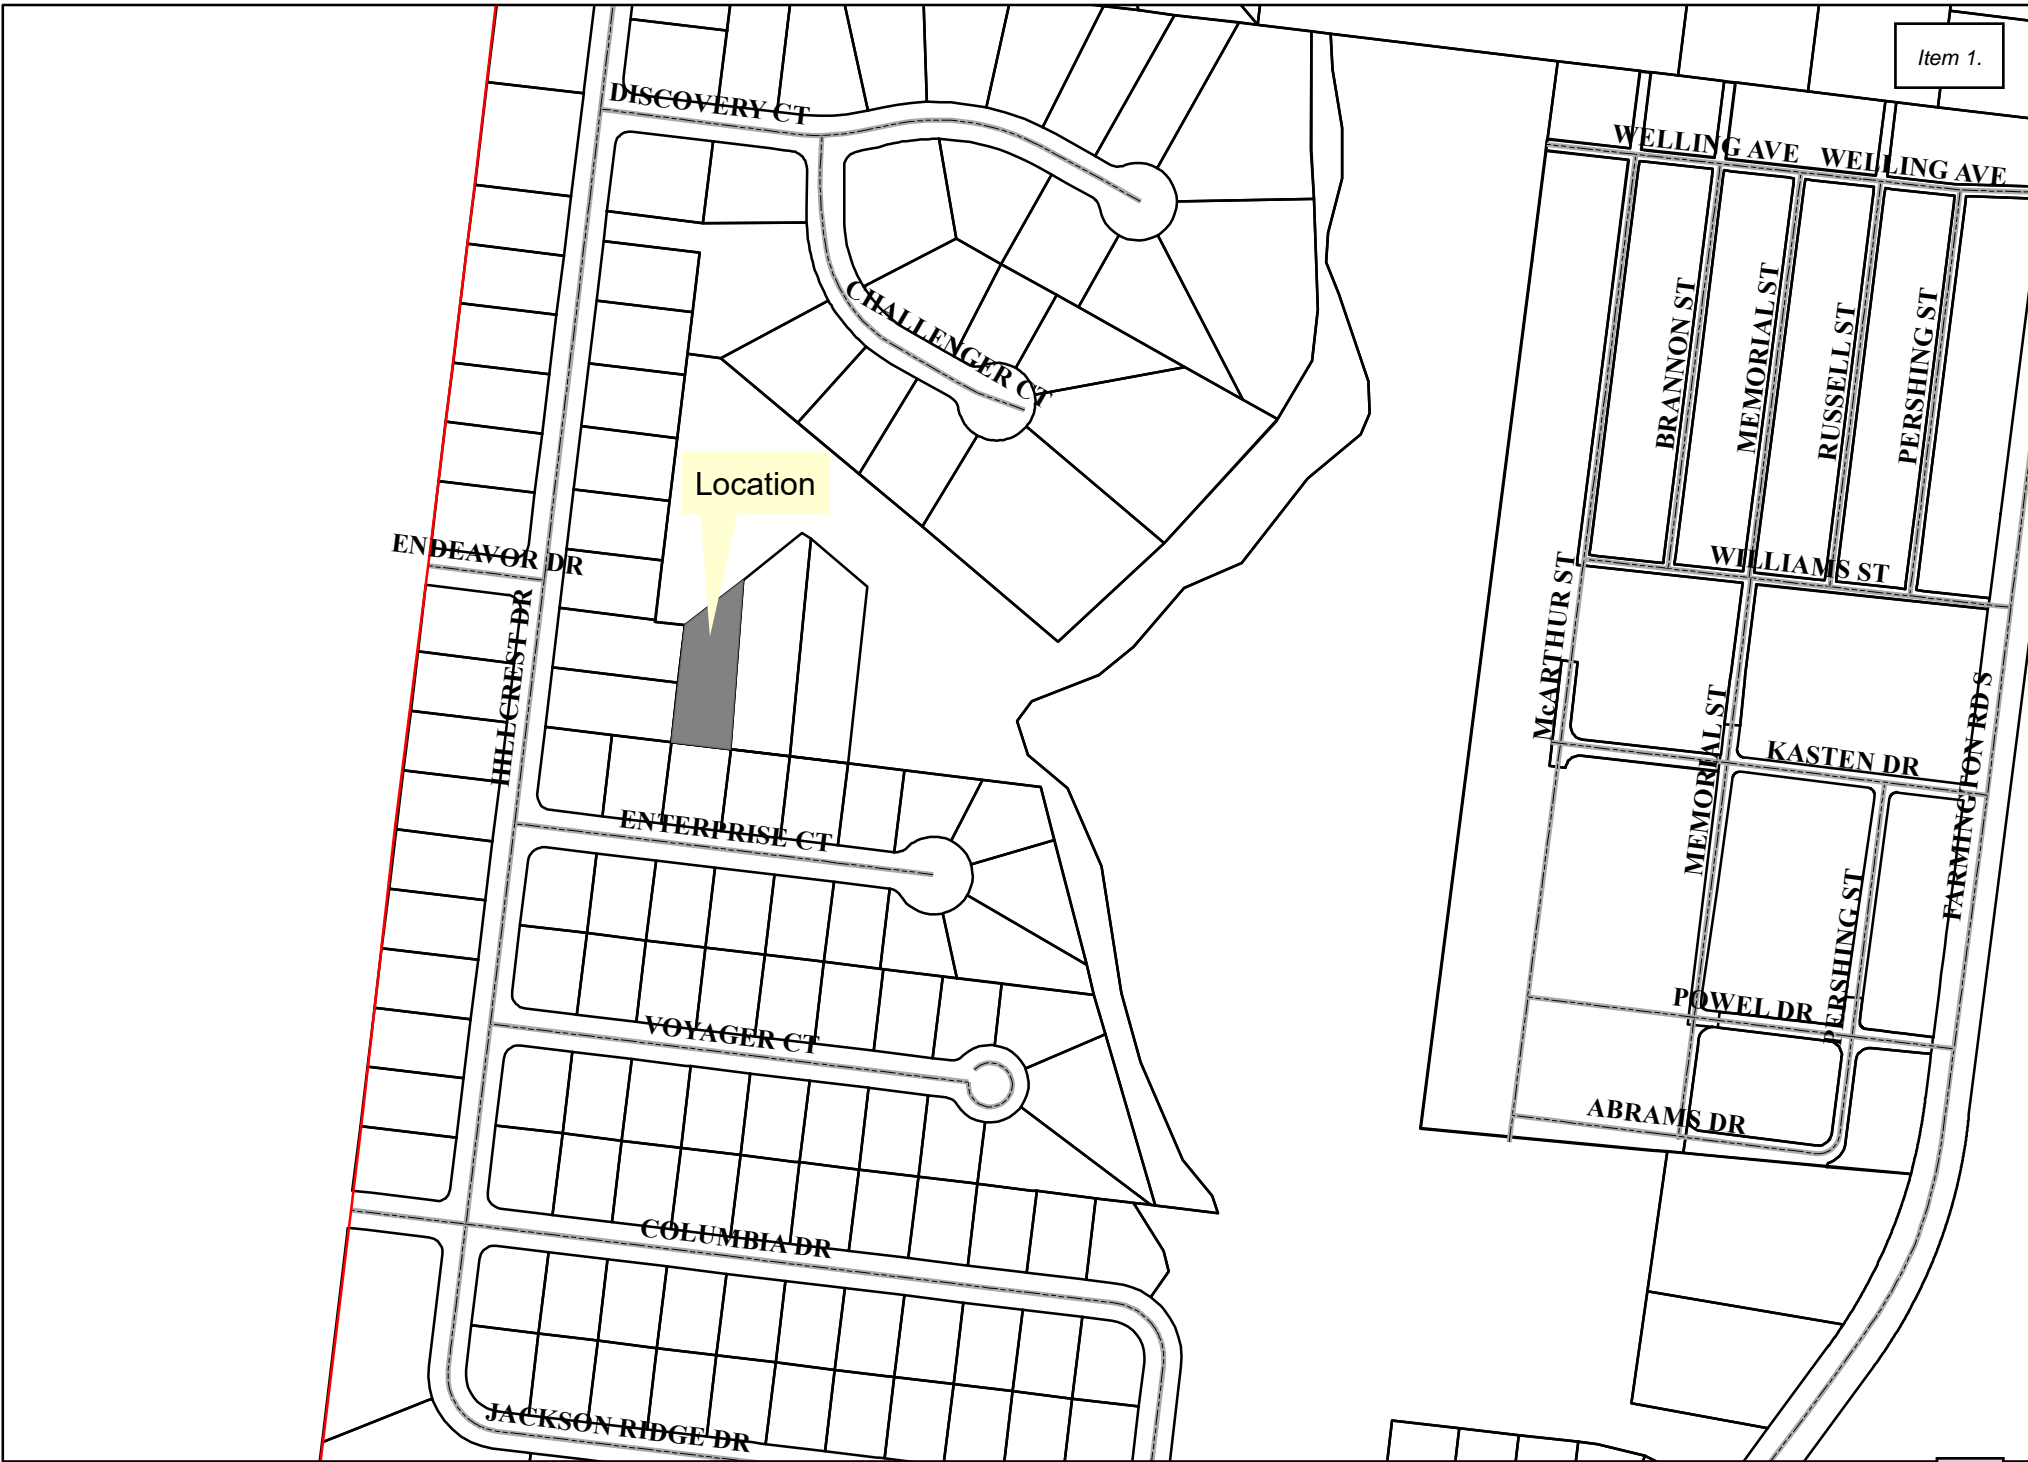 Item 1.
DISCOVERY CT
WELLING AVE
WELLING AVE
CHALLENGER CT
BRANNON ST
MEMORIAL ST
RUSSELL ST
PERSHING ST
Location
ENDEAVOR DR
WILLIAMS ST
McARTHUR ST
HILLCREST DR
MEMORIAL ST
FARMINGTON RD S
KASTEN DR
ENTERPRISE CT
PERSHING ST
POWEL DR
VOYAGER CT
ABRAMS DR
COLUMBIA DR
JACKSON RIDGE DR